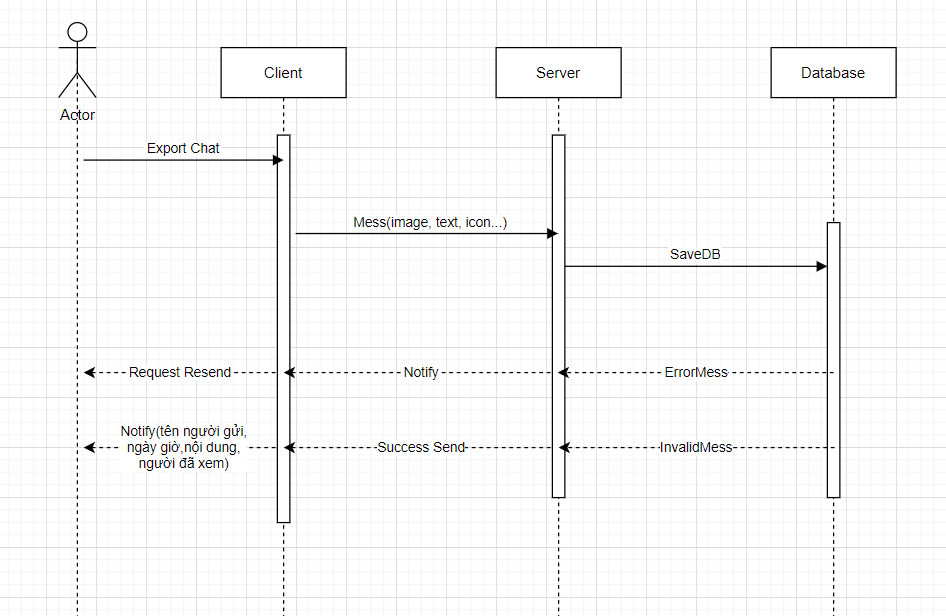 Actor
Client
Server
Database
Export Chat
Mess(image, text, icon...)
SaveDB
Request Resend
Notify
ErrorMess
Notify(tên người gửi,
ngày giờ,nội dung,
người đã xem)
Success Send
InvalidMess